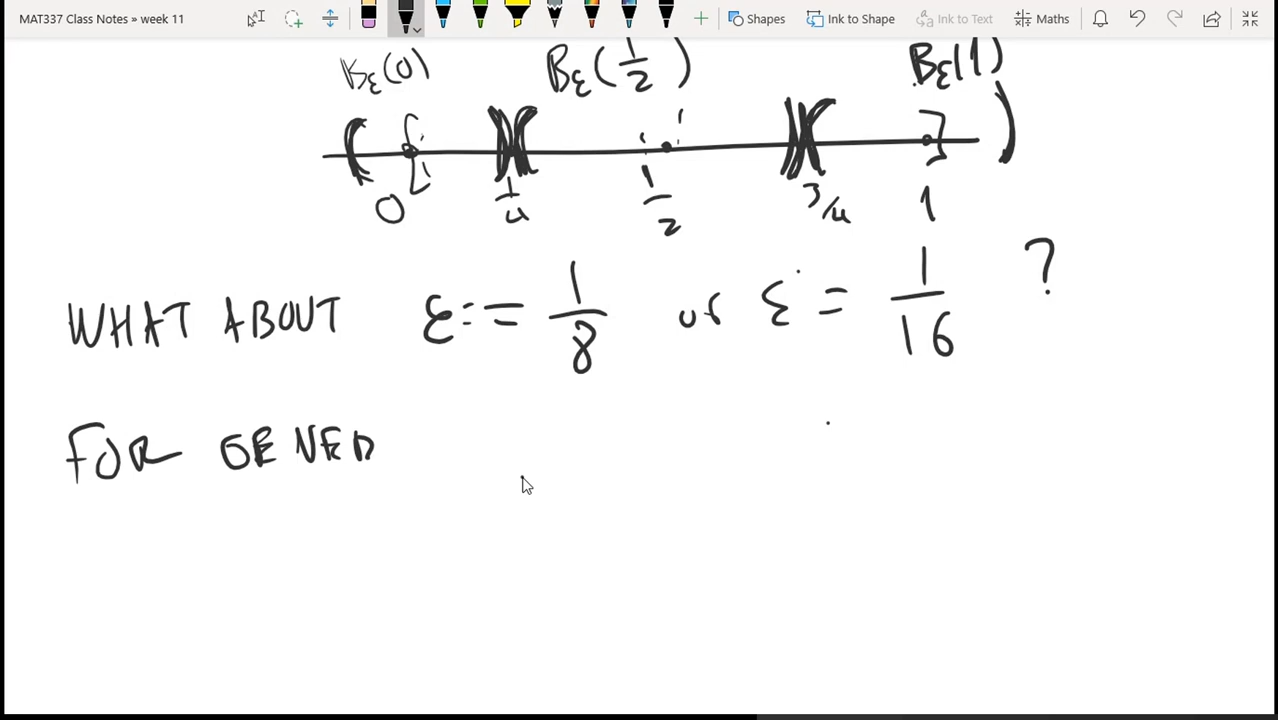 MAT337 Class Notes » week 11
Shapes Ink to Shape Ink to Text Maths
Bε(0) Bε(1/2) Bε(1)
0 1/4 1/2 3/4 1
WHAT ABOUT ε = 1/8 or ε = 1/16 ?
FOR GENER